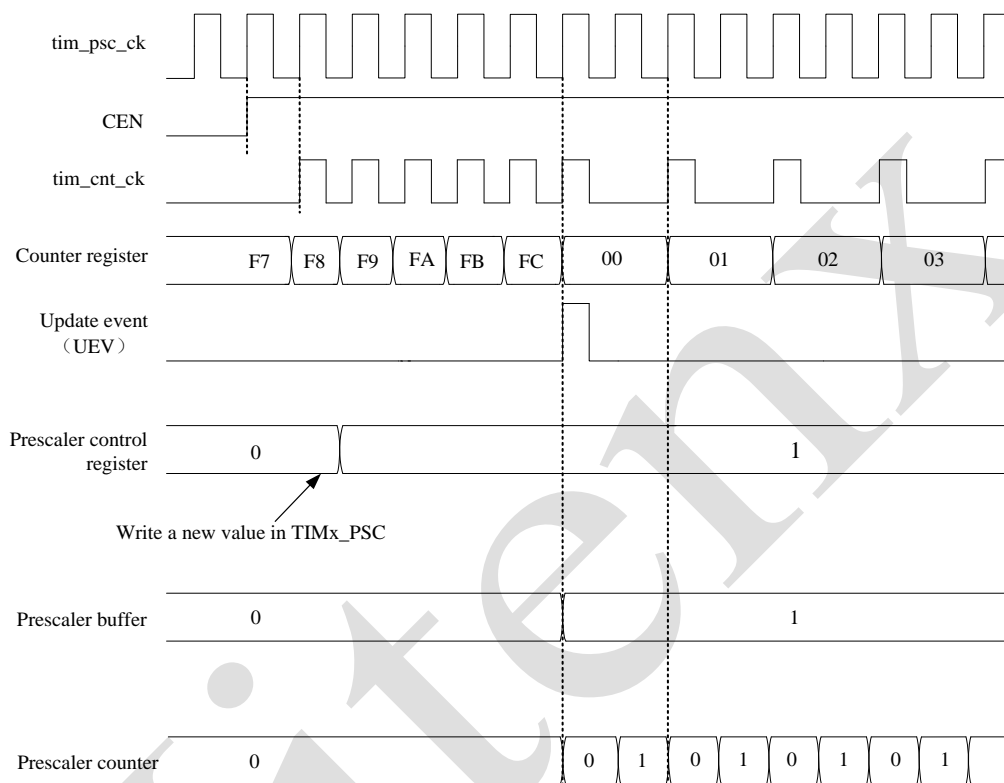 tim_psc_ck
CEN
tim_cnt_ck
Counter register F7 F8 F9 FA FB FC 00 01 02 03
Update event
（UEV）
Prescaler control
register
0 1
Write a new value in TIMx_PSC
Prescaler buffer 0 1
Prescaler counter 0 0 1 0 1 0 1 0 1